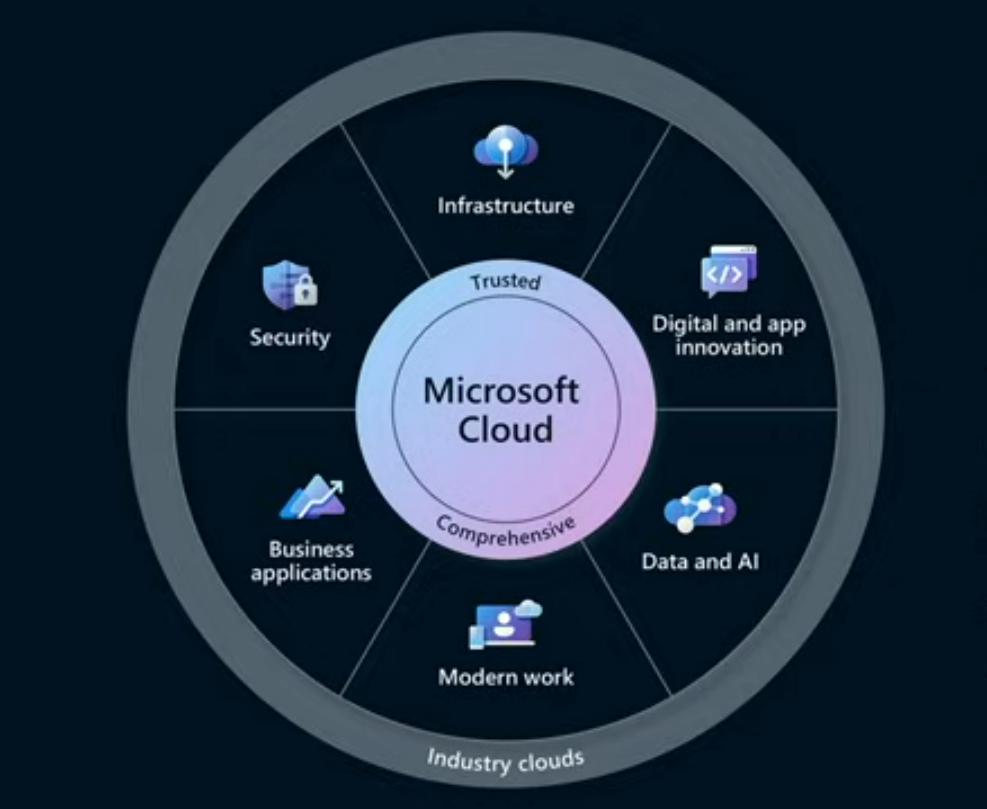 Infrastructure
Trusted
Digital and app
innovation
Security
Microsoft
Cloud
Comprehensive
Data and AI
Business
applications
Modern work
Industry clouds